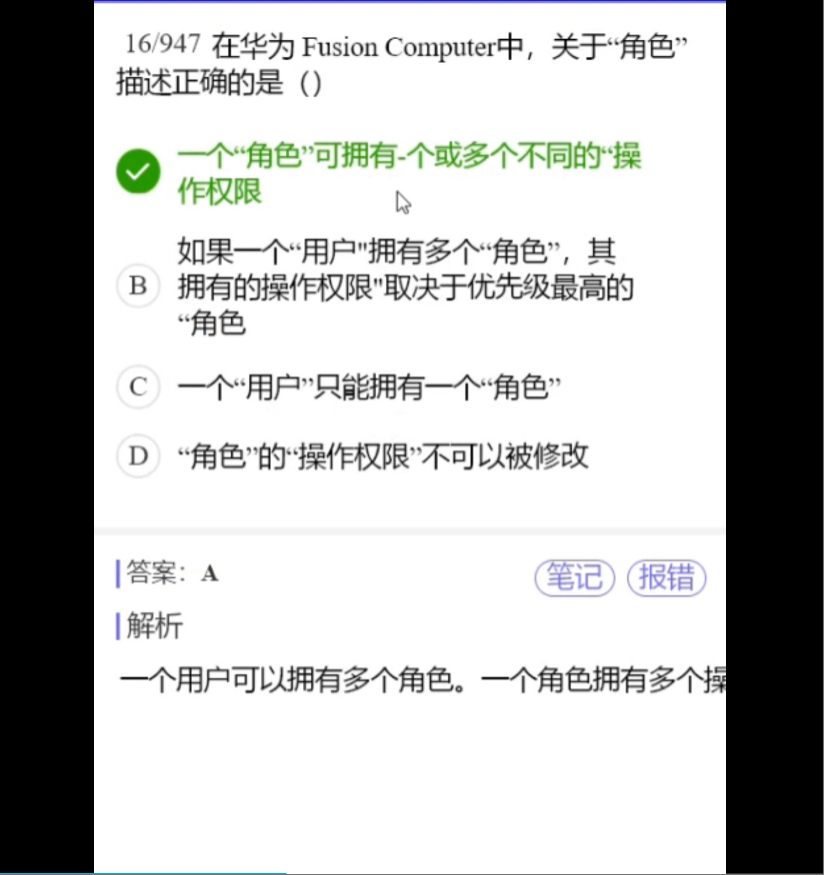 16/947 在华为 Fusion Computer中，关于“角色”
描述正确的是（）
一个“角色”可拥有-个或多个不同的“操
作权限
如果一个“用户"拥有多个“角色”，其
B
拥有的操作权限"取决于优先级最高的
“角色
C 一个“用户”只能拥有一个“角色”
D “角色”的“操作权限”不可以被修改
答案：A
笔记 报错
解析
一个用户可以拥有多个角色。一个角色拥有多个操